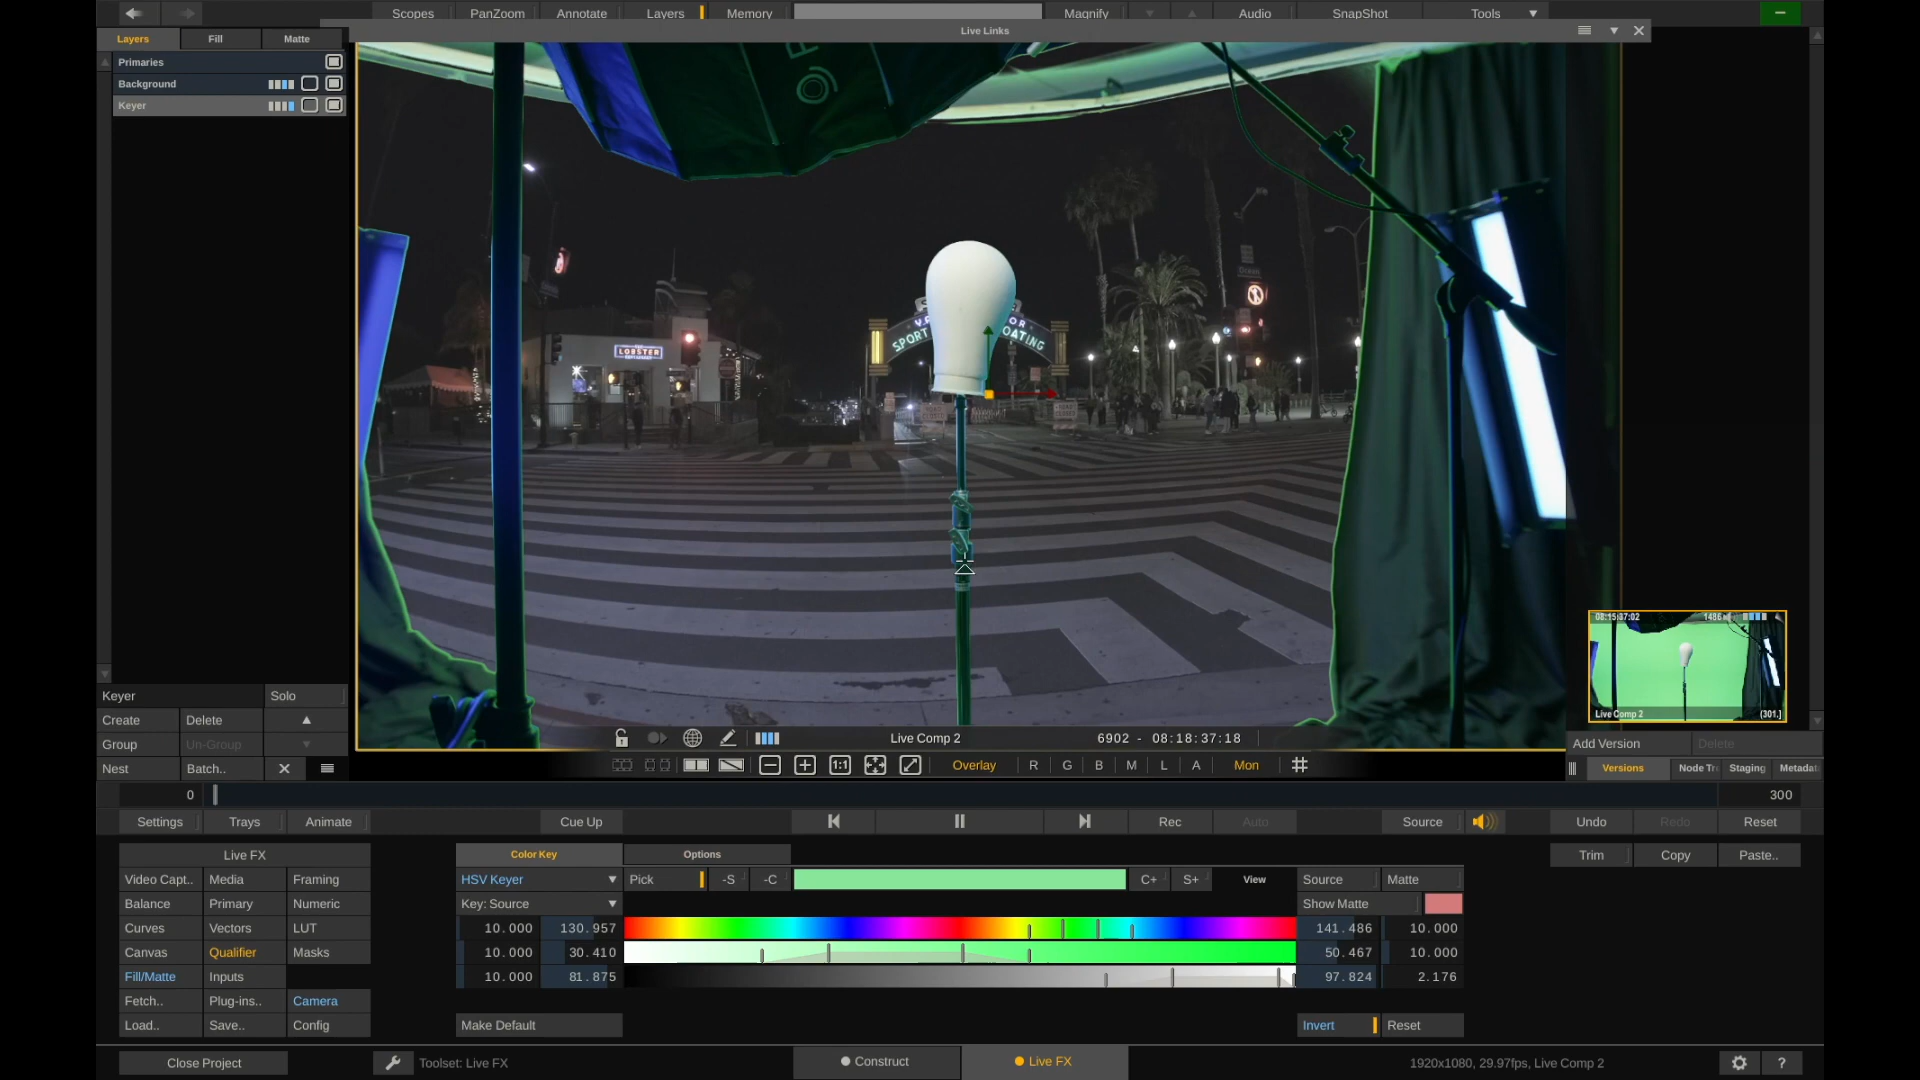 Scopes PanZoom Annotate Layers Memory Magnify Audio SnapShot Tools
Live Links
Layers Fill Matte
Primaries
Background
Keyer
SPORT
OATING
LOBSTER
08:15:37:02
Live Comp 2 (301.]
Keyer Solo
Create Delete
Group Un-Group
Nest Batch..
Live Comp 2 6902 - 08:18:37:18
1:1 Overlay R G B M L A Mon
Add Version Delete
Versions Node Tr Staging Metadat
0 300
Settings Trays Animate Cue Up Rec Auto Source Undo Redo Reset
Live FX Color Key Options Trim Copy Paste..
Video Capt.. Media Framing HSV Keyer Pick -S -C C+ S+ View Source Matte
Balance Primary Numeric Key: Source Show Matte
Curves Vectors LUT 10.000 130.957 141.486 10.000
Canvas Qualifier Masks 10.000 30.410 50.467 10.000
Fill/Matte Inputs 10.000 81.875 97.824 2.176
Fetch.. Plug-ins.. Camera
Load.. Save.. Config Make Default Invert Reset
Close Project Toolset: Live FX Construct Live FX 1920x1080, 29.97fps, Live Comp 2 ?